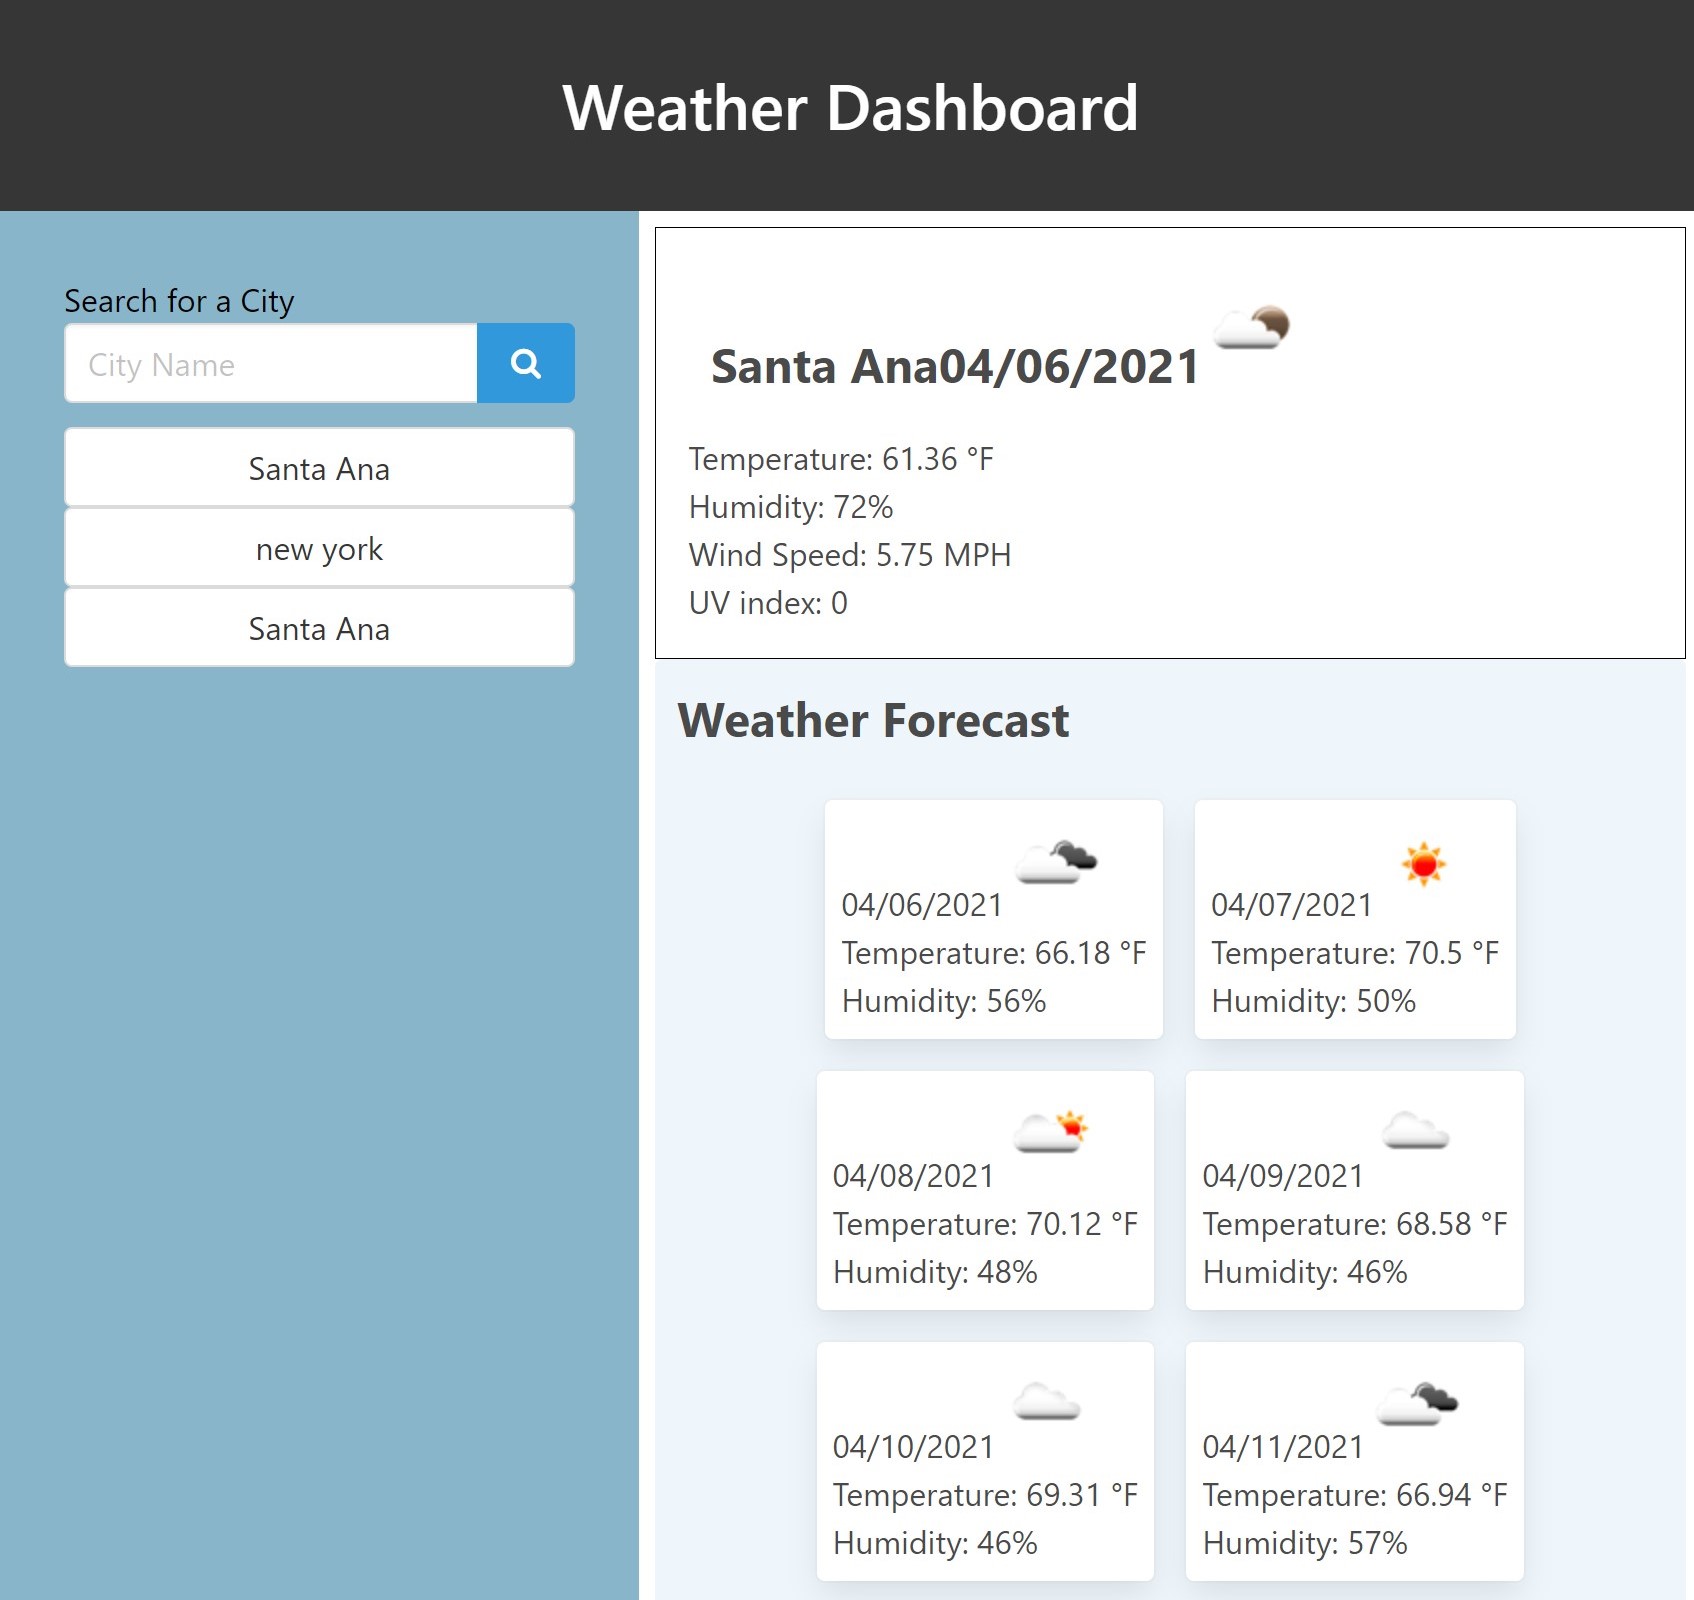 Weather Dashboard
Search for a City
City Name
Santa Ana
new york
Santa Ana
Santa Ana04/06/2021
Temperature: 61.36 °F
Humidity: 72%
Wind Speed: 5.75 MPH
UV index: 0
Weather Forecast
04/06/2021
Temperature: 66.18 °F
Humidity: 56%
04/07/2021
Temperature: 70.5 °F
Humidity: 50%
04/08/2021
Temperature: 70.12 °F
Humidity: 48%
04/09/2021
Temperature: 68.58 °F
Humidity: 46%
04/10/2021
Temperature: 69.31 °F
Humidity: 46%
04/11/2021
Temperature: 66.94 °F
Humidity: 57%